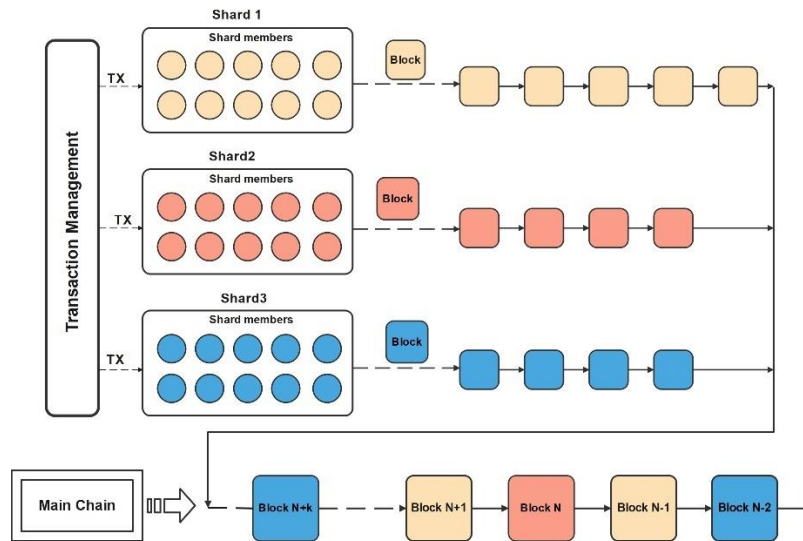 Transaction Management
Shard 1
Shard members
TX
Block
Shard2
Shard members
TX
Block
Shard3
Shard members
TX
Block
Main Chain
Block N+k
Block N+1
Block N
Block N-1
Block N-2